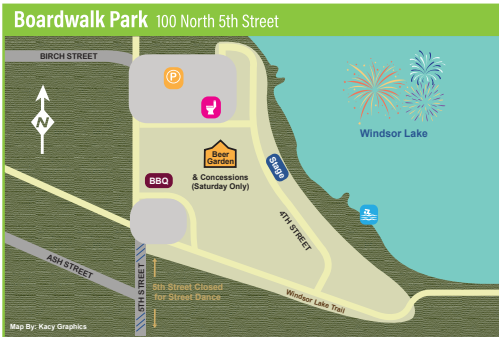 Boardwalk Park 100 North 5th Street
BIRCH STREET
P
N
Windsor Lake
Beer
Garden
& Concessions
(Saturday Only)
Stage
BBQ
4TH STREET
ASH STREET
5TH STREET
5th Street Closed
for Street Dance
Windsor Lake Trail
Map By: Kacy Graphics